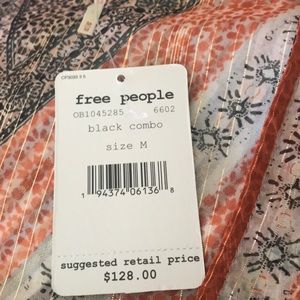 free people
OB1045285 6602
black combo
size M
1 94374 06136 8
suggested retail price
$128.00